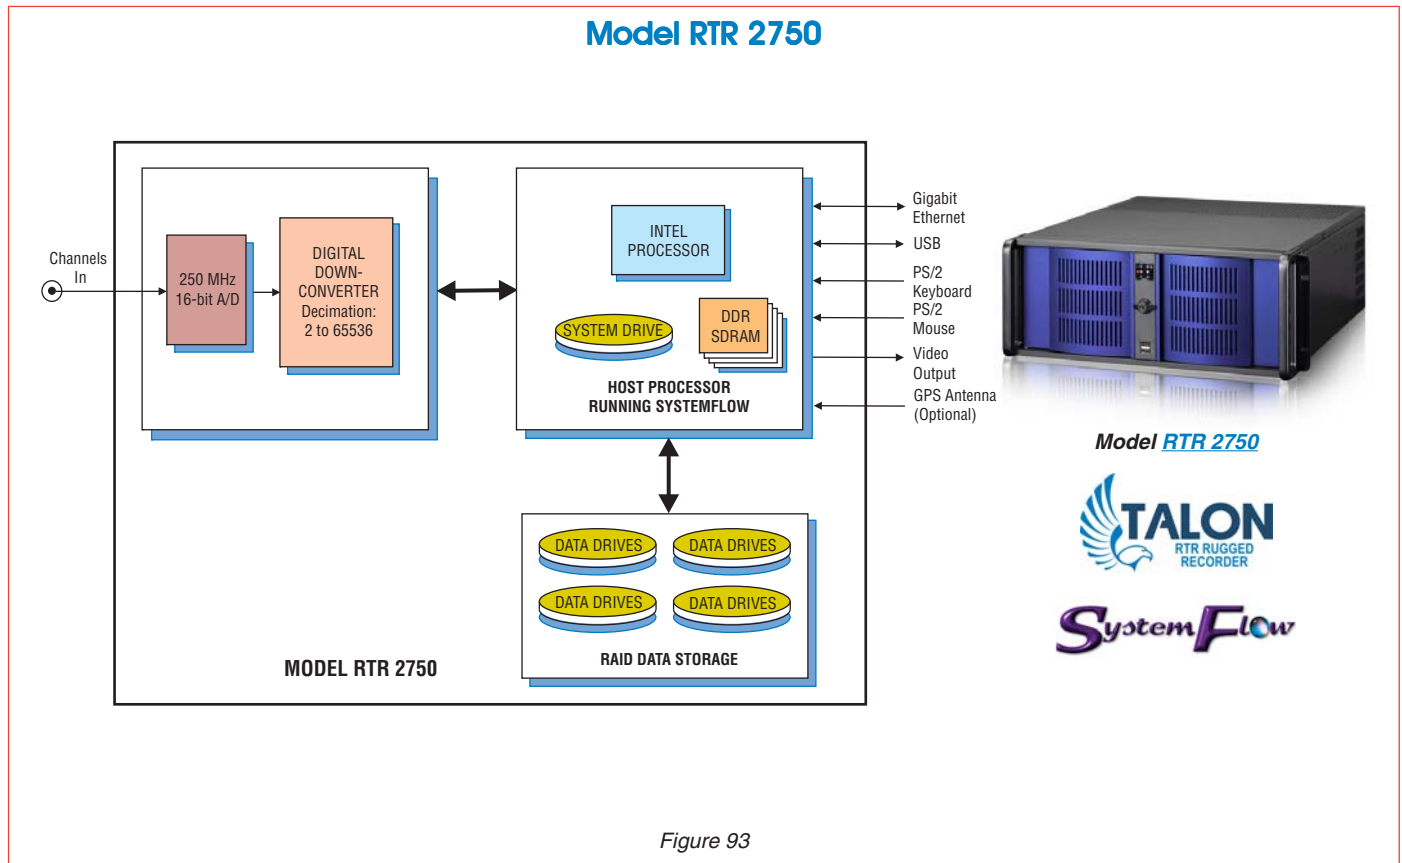 Model RTR 2750
Channels
In
250 MHz
16-bit A/D
DIGITAL
DOWN-
CONVERTER
Decimation:
2 to 65536
INTEL
PROCESSOR
SYSTEM DRIVE
DDR
SDRAM
HOST PROCESSOR
RUNNING SYSTEMFLOW
Gigabit
Ethernet
USB
PS/2
Keyboard
PS/2
Mouse
Video
Output
GPS Antenna
(Optional)
DATA DRIVES
DATA DRIVES
DATA DRIVES
DATA DRIVES
RAID DATA STORAGE
MODEL RTR 2750
Model RTR 2750
TALON
RTR RUGGED
RECORDER
SystemFlow
Figure 93